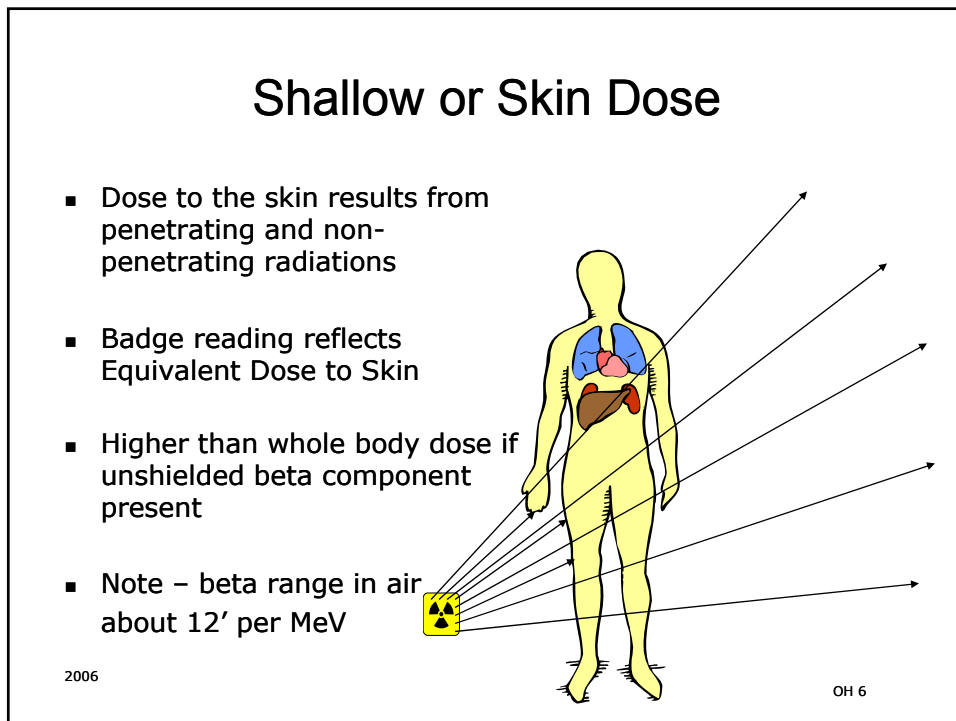 Shallow or Skin Dose
▪ Dose to the skin results from
penetrating and non-
penetrating radiations
▪ Badge reading reflects
Equivalent Dose to Skin
▪ Higher than whole body dose if
unshielded beta component
present
▪ Note – beta range in air
about 12’ per MeV
2006
OH 6